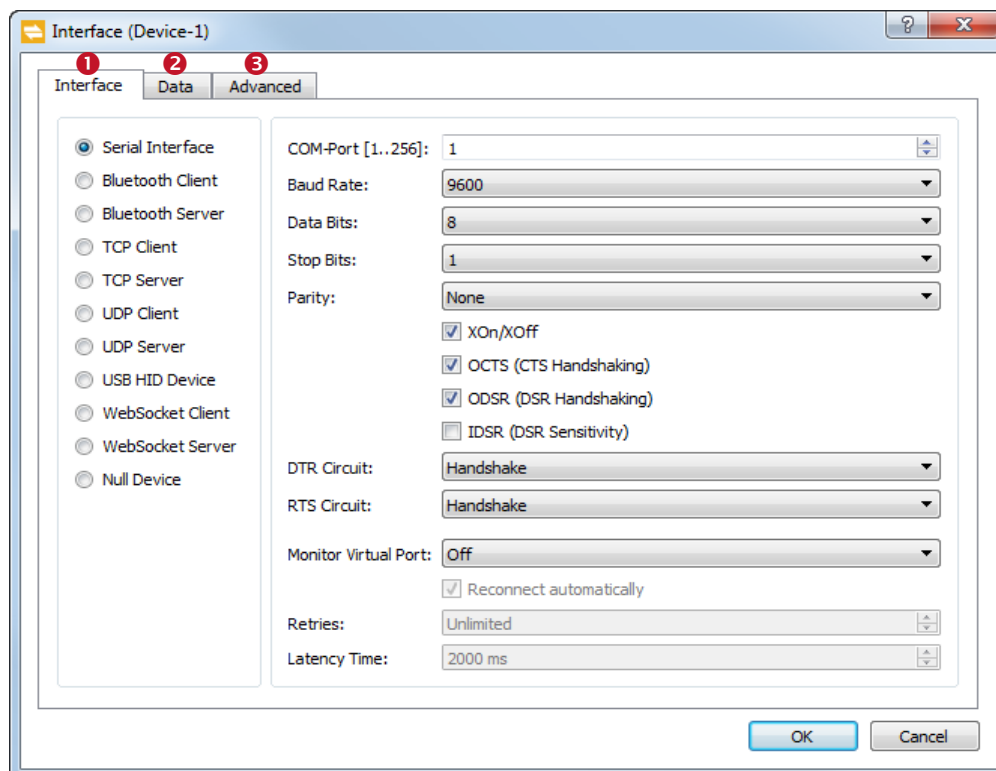 Interface (Device-1)
?
1 2 3
Interface Data Advanced
Serial Interface
Bluetooth Client
Bluetooth Server
TCP Client
TCP Server
UDP Client
UDP Server
USB HID Device
WebSocket Client
WebSocket Server
Null Device
COM-Port [1..256]: 1
Baud Rate: 9600
Data Bits: 8
Stop Bits: 1
Parity: None
XOn/XOff
OCTS (CTS Handshaking)
ODSR (DSR Handshaking)
IDSR (DSR Sensitivity)
DTR Circuit: Handshake
RTS Circuit: Handshake
Monitor Virtual Port: Off
Reconnect automatically
Retries: Unlimited
Latency Time: 2000 ms
OK Cancel